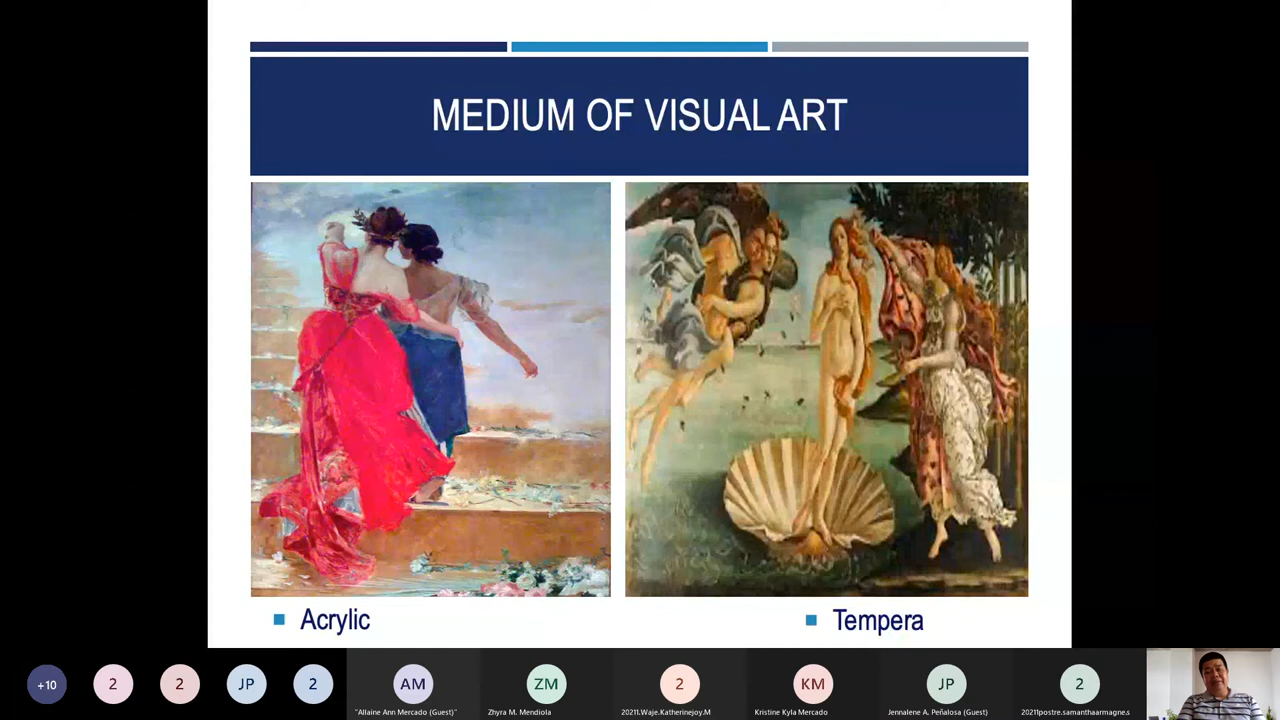 MEDIUM OF VISUAL ART
Acrylic
Tempera
+10
2
2
JP
2
AM
ZM
2
KM
JP
2
"Allaine Ann Mercado (Guest)"
Zhyra M. Mendiola
20211.Waje.Katherinejoy.M
Kristine Kyla Mercado
Jennalene A. Peñalosa (Guest)
20211postre.samanthaarmagne.s